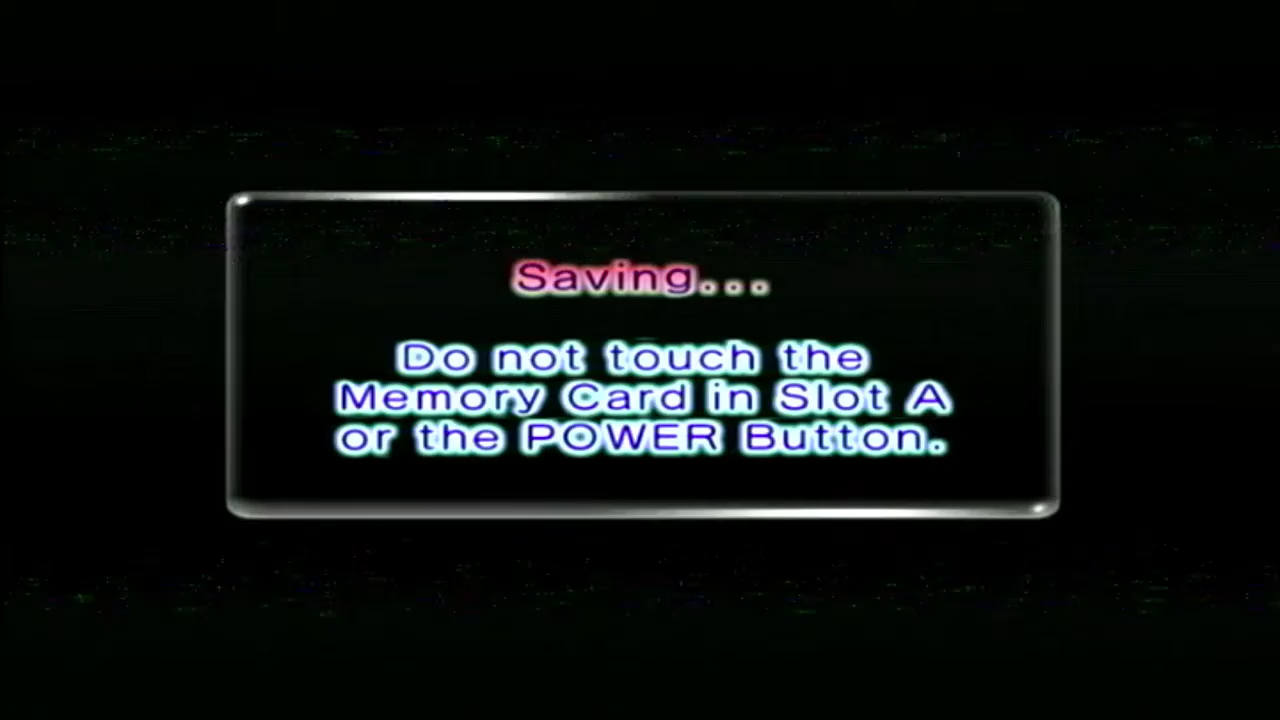 Saving...
Do not touch the
Memory Card in Slot A
or the POWER Button.